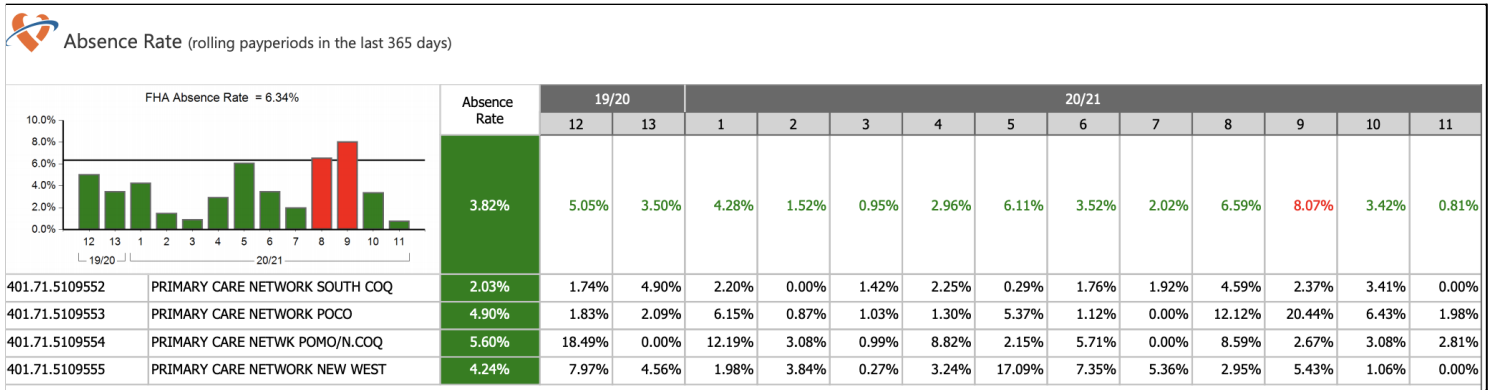 Absence Rate (rolling payperiods in the last 365 days)
FHA Absence Rate = 6.34%
10.0%
8.0%
6.0%
4.0%
2.0%
0.0%
12 13 1 2 3 4 5 6 7 8 9 10 11
19/20 20/21
Absence Rate 19/20 20/21
12 13 1 2 3 4 5 6 7 8 9 10 11
3.82% 5.05% 3.50% 4.28% 1.52% 0.95% 2.96% 6.11% 3.52% 2.02% 6.59% 8.07% 3.42% 0.81%
401.71.5109552 PRIMARY CARE NETWORK SOUTH COQ 2.03% 1.74% 4.90% 2.20% 0.00% 1.42% 2.25% 0.29% 1.76% 1.92% 4.59% 2.37% 3.41% 0.00%
401.71.5109553 PRIMARY CARE NETWORK POCO 4.90% 1.83% 2.09% 6.15% 0.87% 1.03% 1.30% 5.37% 1.12% 0.00% 12.12% 20.44% 6.43% 1.98%
401.71.5109554 PRIMARY CARE NETWK POMO/N.COQ 5.60% 18.49% 0.00% 12.19% 3.08% 0.99% 8.82% 2.15% 5.71% 0.00% 8.59% 2.67% 3.08% 2.81%
401.71.5109555 PRIMARY CARE NETWORK NEW WEST 4.24% 7.97% 4.56% 1.98% 3.84% 0.27% 3.24% 17.09% 7.35% 5.36% 2.95% 5.43% 1.06% 0.00%